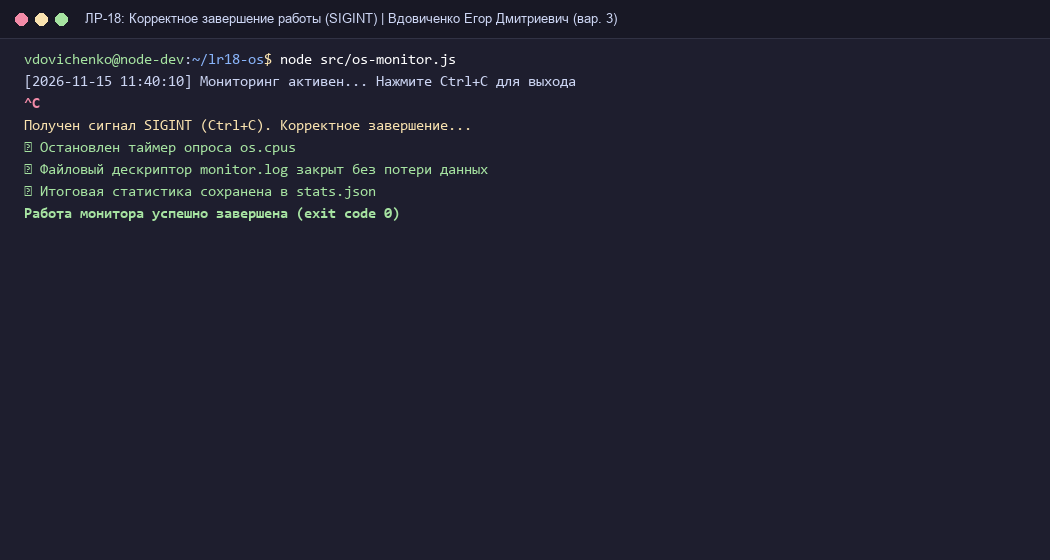 ЛР-18: Корректное завершение работы (SIGINT) | Вдовиченко Егор Дмитриевич (вар. 3)
vdovichenko@node-dev:~/lr18-os$ node src/os-monitor.js
[2026-11-15 11:40:10] Мониторинг активен... Нажмите Ctrl+C для выхода
^C
Получен сигнал SIGINT (Ctrl+C). Корректное завершение...
Остановлен таймер опроса os.cpus
Файловый дескриптор monitor.log закрыт без потери данных
Итоговая статистика сохранена в stats.json
Работа монитора успешно завершена (exit code 0)